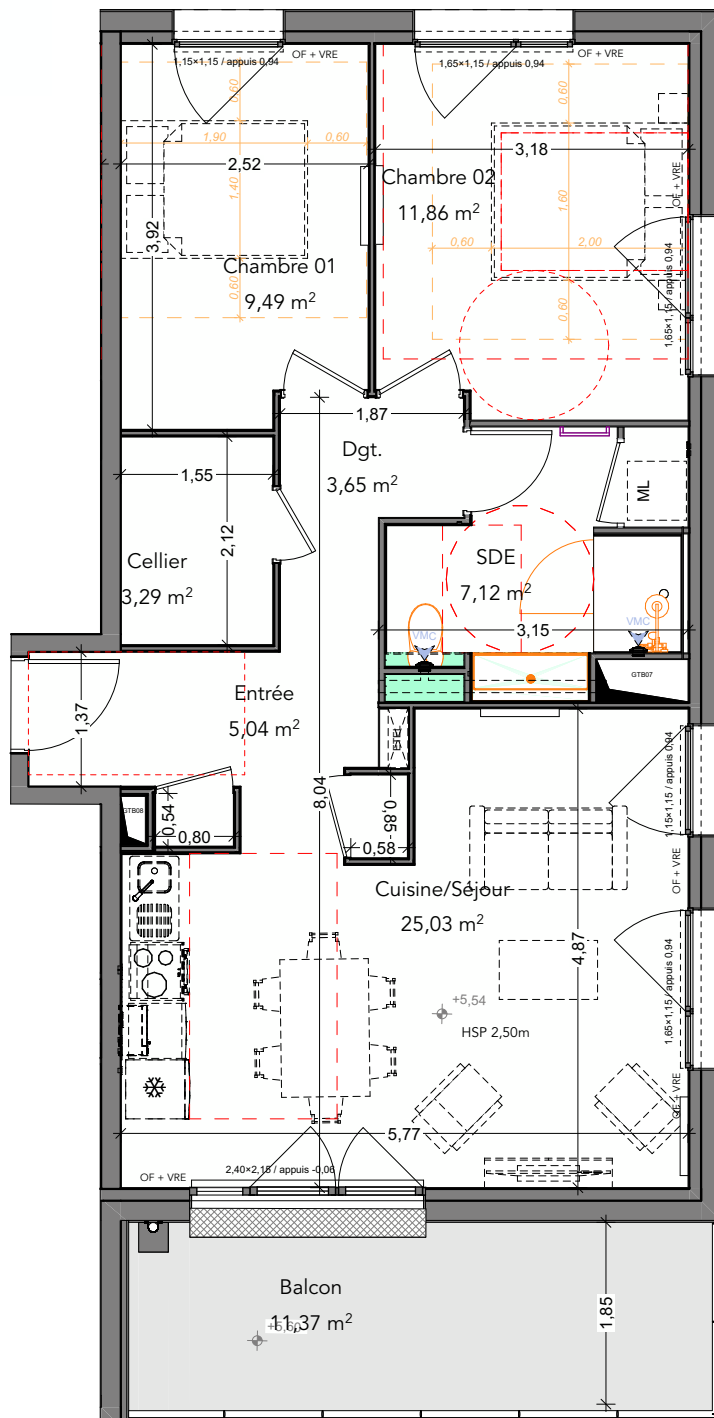 OF + VRE
OF + VRE
1,15×1,15 / appuis 0,94
1,65×1,15 / appuis 0,94
0,60
0,60
1,90
0,60
2,52
3,18
OF + VRE
Chambre 02
11,86 m²
1,40
1,60
3,92
0,60
2,00
Chambre 01
9,49 m²
0,60
0,60
1,65×1,15 / appuis 0,94
1,87
Dgt.
3,65 m²
1,55
ML
2,12
Cellier
3,29 m²
SDE
7,12 m²
VMC
3,15
VMC
GTB07
Entrée
5,04 m²
1,37
ETEL
1,15×1,15 / appuis 0,94
8,04
GTB08
0,54
0,80
0,85
0,58
OF + VRE
Cuisine/Séjour
25,03 m²
4,87
+5,54
HSP 2,50m
1,65×1,15 / appuis 0,94
OF + VRE
5,77
2,40×2,15 / appuis -0,06
OF + VRE
Balcon
11,37 m²
+5,60
1,85